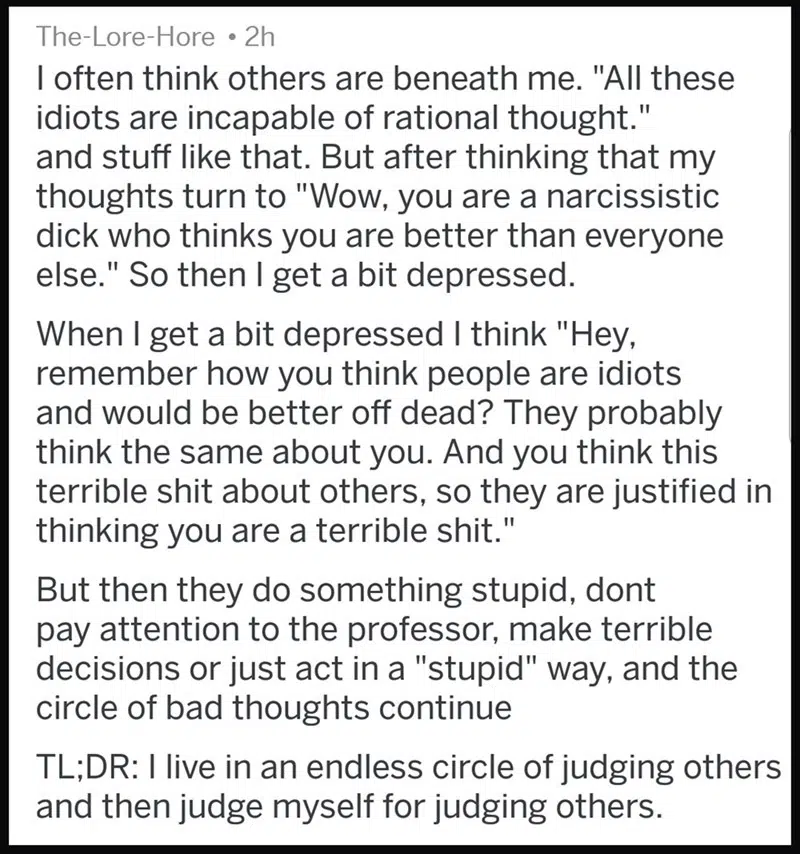 The-Lore-Hore • 2h
I often think others are beneath me. "All these
idiots are incapable of rational thought."
and stuff like that. But after thinking that my
thoughts turn to "Wow, you are a narcissistic
dick who thinks you are better than everyone
else." So then I get a bit depressed.
When I get a bit depressed I think "Hey,
remember how you think people are idiots
and would be better off dead? They probably
think the same about you. And you think this
terrible shit about others, so they are justified in
thinking you are a terrible shit."
But then they do something stupid, dont
pay attention to the professor, make terrible
decisions or just act in a "stupid" way, and the
circle of bad thoughts continue
TL;DR: I live in an endless circle of judging others
and then judge myself for judging others.